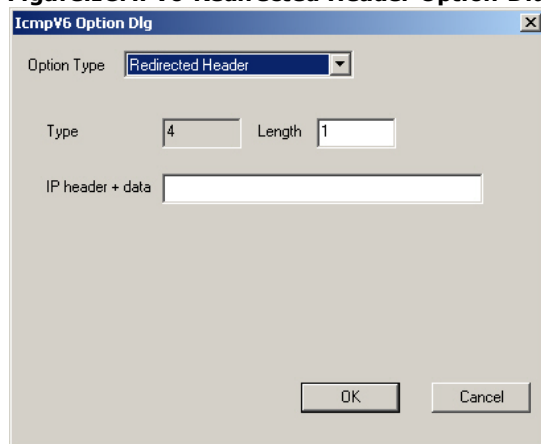 IcmpV6 Option Dlg
Option Type Redirected Header
Type 4 Length 1
IP header + data
OK Cancel